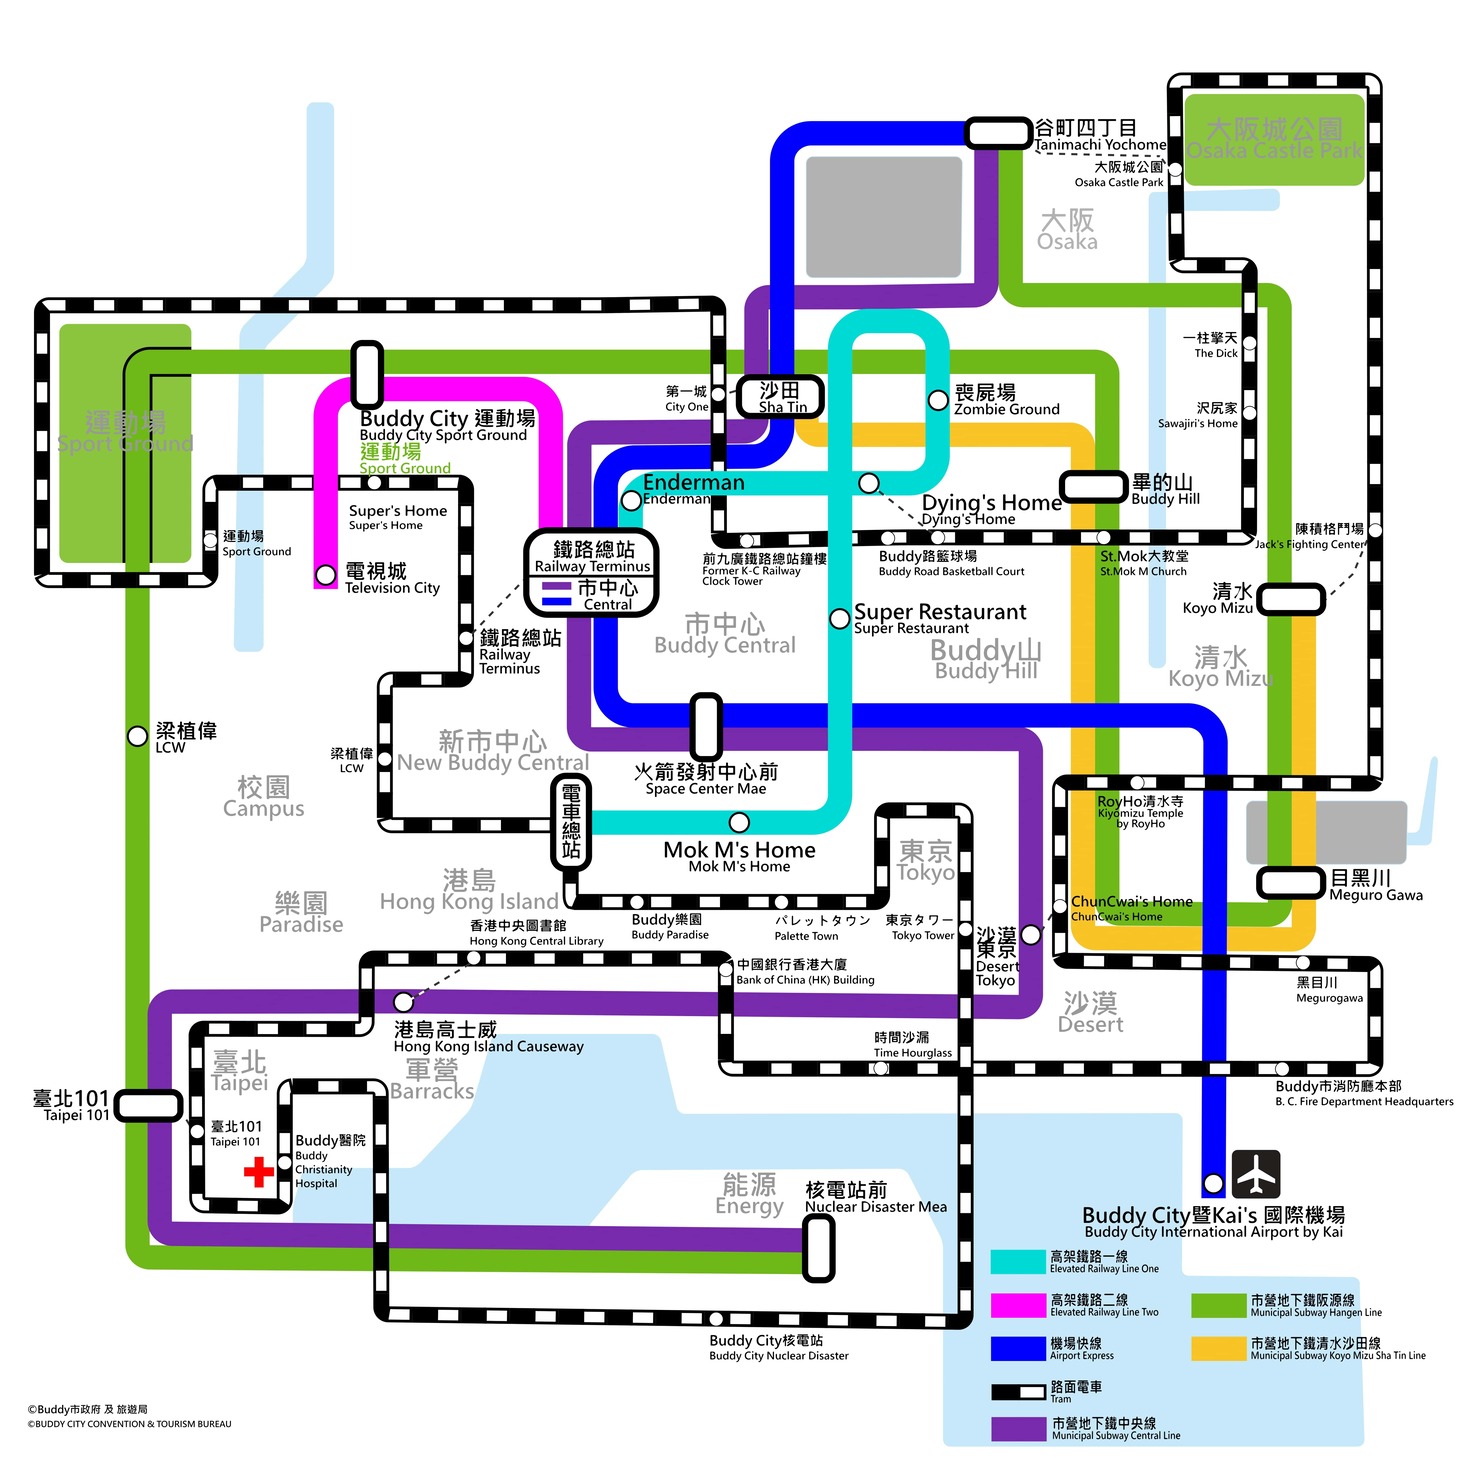 谷町四丁目
Tanimachi Yochome
大阪城公園
Osaka Castle Park
大阪城公園
Osaka Castle Park
大阪
Osaka
一柱擎天
The Dick
第一城
City One
沙田
Sha Tin
喪屍場
Zombie Ground
沢尻家
Sawajiri's Home
運動場
Sport Ground
Buddy City 運動場
Buddy City Sport Ground
運動場
Sport Ground
Enderman
Enderman
Dying's Home
Dying's Home
畢的山
Buddy Hill
Super's Home
Super's Home
運動場
Sport Ground
陳積格鬥場
Jack's Fighting Center
鐵路總站
Railway Terminus
市中心
Central
前九廣鐵路總站鐘樓
Former K-C Railway
Clock Tower
Buddy路籃球場
Buddy Road Basketball Court
St.Mok大教堂
St.Mok M Church
電視城
Television City
清水
Koyo Mizu
鐵路總站
Railway
Terminus
市中心
Buddy Central
Super Restaurant
Super Restaurant
Buddy山
Buddy Hill
清水
Koyo Mizu
梁植偉
LCW
梁植偉
LCW
新市中心
New Buddy Central
火箭發射中心前
Space Center Mae
校園
Campus
電車總站
RoyHo清水寺
Kiyomizu Temple
by RoyHo
Mok M's Home
Mok M's Home
東京
Tokyo
目黑川
Meguro Gawa
港島
Hong Kong Island
樂園
Paradise
Buddy樂園
Buddy Paradise
パレットタウン
Palette Town
東京タワー
Tokyo Tower
ChunCwai's Home
ChunCwai's Home
香港中央圖書館
Hong Kong Central Library
沙漠
東京
Desert
Tokyo
中國銀行香港大廈
Bank of China (HK) Building
黑目川
Megurogawa
沙漠
Desert
港島高士威
Hong Kong Island Causeway
時間沙漏
Time Hourglass
臺北
Taipei
軍營
Barracks
臺北101
Taipei 101
臺北101
Taipei 101
Buddy市消防廳本部
B. C. Fire Department Headquarters
Buddy醫院
Buddy
Christianity
Hospital
能源
Energy
核電站前
Nuclear Disaster Mea
Buddy City暨Kai's 國際機場
Buddy City International Airport by Kai
Buddy City核電站
Buddy City Nuclear Disaster
高架鐵路一線
Elevated Railway Line One
高架鐵路二線
Elevated Railway Line Two
機場快線
Airport Express
路面電車
Tram
市營地下鐵中央線
Municipal Subway Central Line
市營地下鐵阪源線
Municipal Subway Hangen Line
市營地下鐵清水沙田線
Municipal Subway Koyo Mizu Sha Tin Line
©Buddy市政府 及 旅遊局
©BUDDY CITY CONVENTION & TOURISM BUREAU